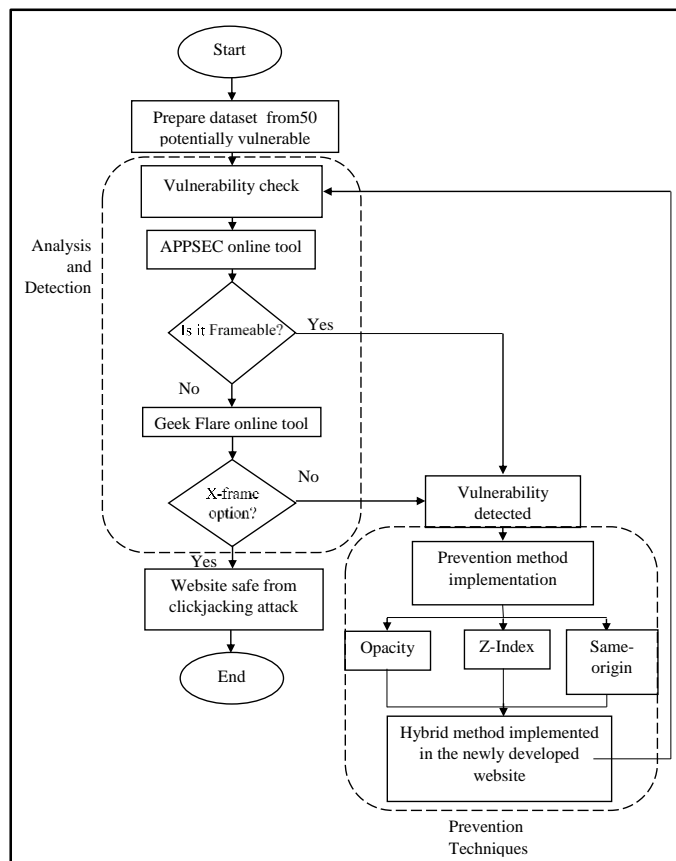 Start
Prepare dataset from50
potentially vulnerable
Vulnerability check
Analysis
and
Detection
APPSEC online tool
Is it Frameable?
Yes
No
Geek Flare online tool
X-frame
option?
No
Yes
Vulnerability
detected
Website safe from
clickjacking attack
End
Prevention method
implementation
Opacity
Z-Index
Same-
origin
Hybrid method implemented
in the newly developed
website
Prevention
Techniques